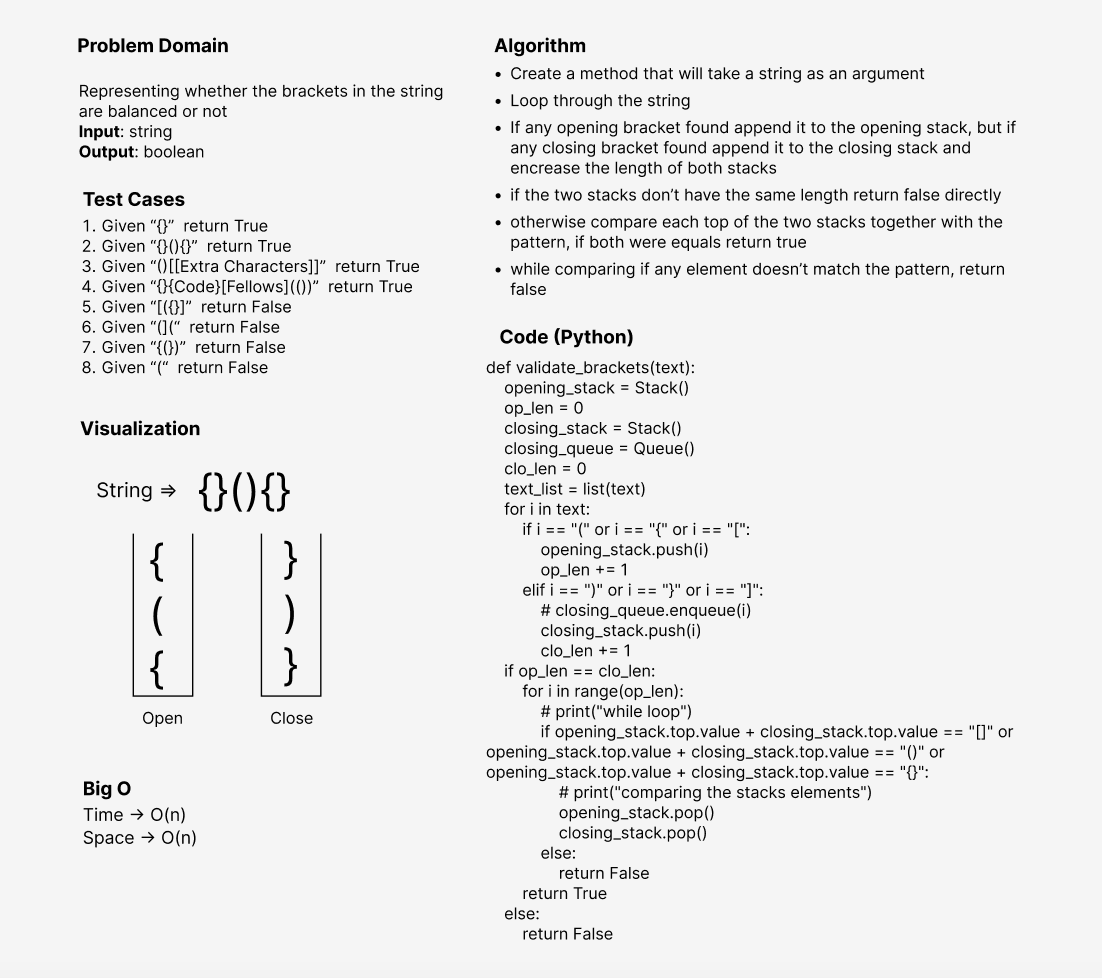 Problem Domain
Representing whether the brackets in the string
are balanced or not
Input: string
Output: boolean
Test Cases
1. Given “{}”  return True
2. Given “{}(){}”  return True
3. Given “()[[Extra Characters]]”  return True
4. Given “{}{Code}[Fellows](())”  return True
5. Given “[({}]”  return False
6. Given “(](“  return False
7. Given “{(})”  return False
8. Given “(“  return False
Visualization
String ⇒ {}(){}
{ }
( )
{ }
Open Close
Big O
Time → O(n)
Space → O(n)
Algorithm
• Create a method that will take a string as an argument
• Loop through the string
• If any opening bracket found append it to the opening stack, but if
any closing bracket found append it to the closing stack and
encrease the length of both stacks
• if the two stacks don’t have the same length return false directly
• otherwise compare each top of the two stacks together with the
pattern, if both were equals return true
• while comparing if any element doesn’t match the pattern, return
false
Code (Python)
def validate_brackets(text):
    opening_stack = Stack()
    op_len = 0
    closing_stack = Stack()
    closing_queue = Queue()
    clo_len = 0
    text_list = list(text)
    for i in text:
        if i == "(" or i == "{" or i == "[":
            opening_stack.push(i)
            op_len += 1
        elif i == ")" or i == "}" or i == "]":
            # closing_queue.enqueue(i)
            closing_stack.push(i)
            clo_len += 1
    if op_len == clo_len:
        for i in range(op_len):
            # print("while loop")
            if opening_stack.top.value + closing_stack.top.value == "[]" or
opening_stack.top.value + closing_stack.top.value == "()" or
opening_stack.top.value + closing_stack.top.value == "{}":
                # print("comparing the stacks elements")
                opening_stack.pop()
                closing_stack.pop()
            else:
                return False
        return True
    else:
        return False